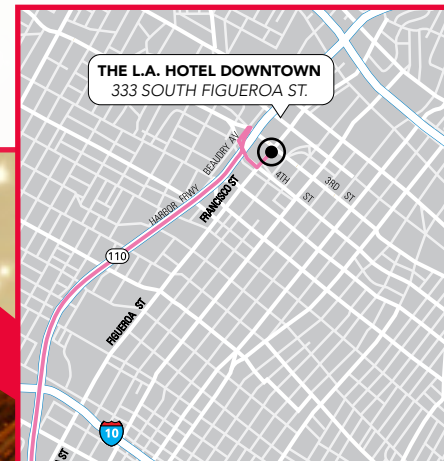 THE L.A. HOTEL DOWNTOWN
333 SOUTH FIGUEROA ST.
BEAUDRY AV
HARBOR FRWY
FRANCISCO ST
4TH ST
3RD ST
110
FIGUEROA ST
10
ST